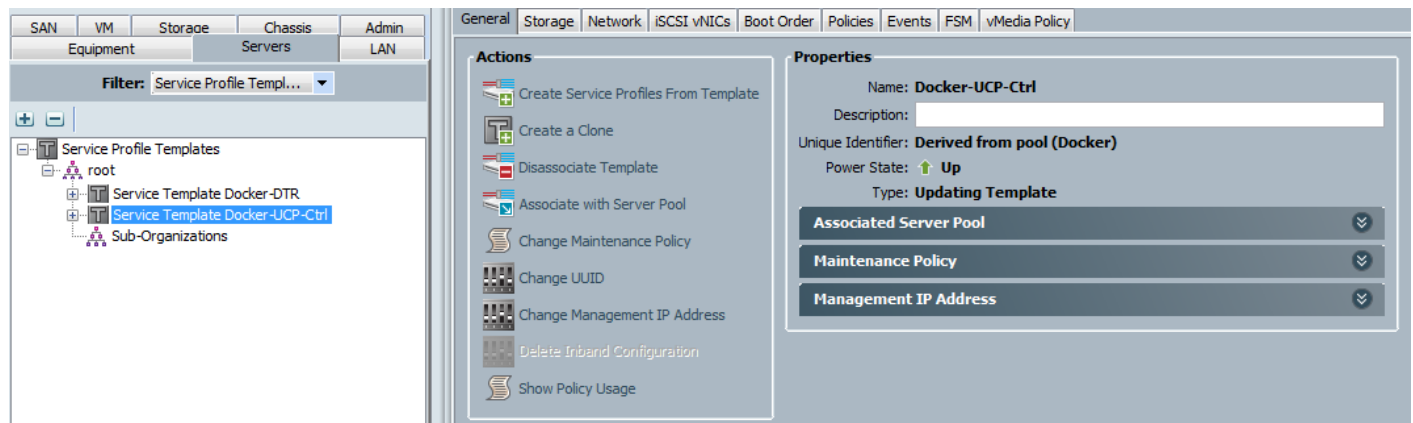 SAN VM Storage Chassis Admin
Equipment Servers LAN
Filter: Service Profile Templ...
Service Profile Templates
root
Service Template Docker-DTR
Service Template Docker-UCP-Ctrl
Sub-Organizations
General Storage Network iSCSI vNICs Boot Order Policies Events FSM vMedia Policy
Actions
Create Service Profiles From Template
Create a Clone
Disassociate Template
Associate with Server Pool
Change Maintenance Policy
Change UUID
Change Management IP Address
Delete Inband Configuration
Show Policy Usage
Properties
Name: Docker-UCP-Ctrl
Description:
Unique Identifier: Derived from pool (Docker)
Power State: Up
Type: Updating Template
Associated Server Pool
Maintenance Policy
Management IP Address